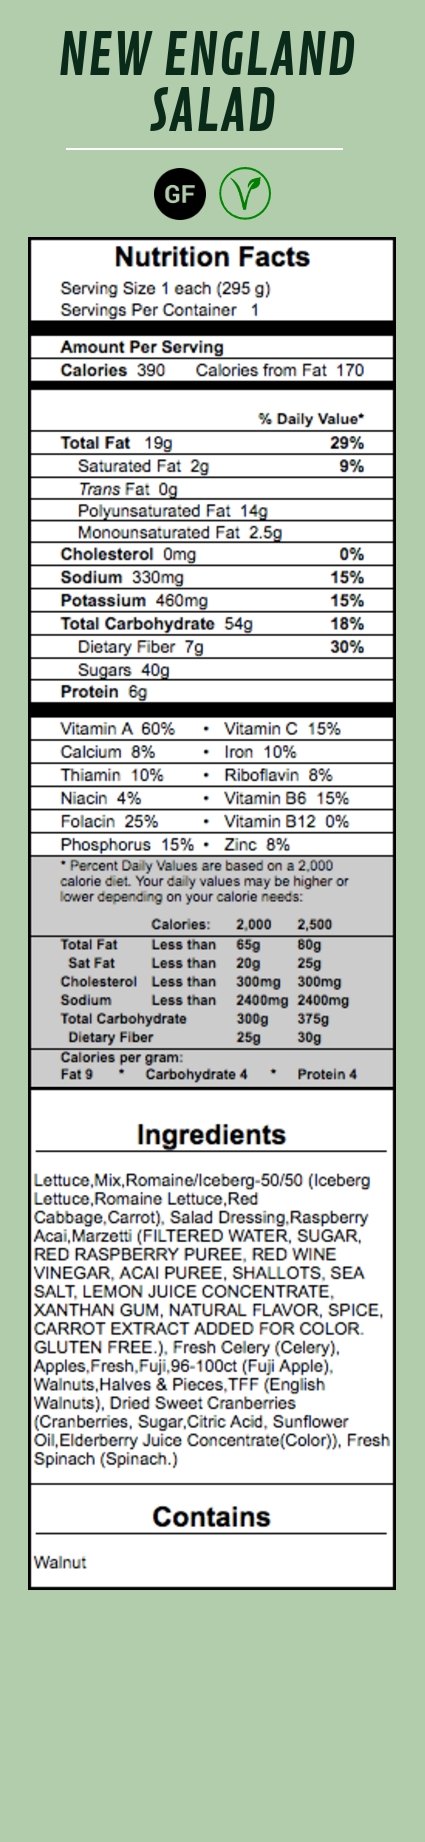 NEW ENGLAND
SALAD
GF
V
Nutrition Facts
Serving Size 1 each (295 g)
Servings Per Container 1
Amount Per Serving
Calories 390 Calories from Fat 170
% Daily Value*
Total Fat 19g 29%
Saturated Fat 2g 9%
Trans Fat 0g
Polyunsaturated Fat 14g
Monounsaturated Fat 2.5g
Cholesterol 0mg 0%
Sodium 330mg 15%
Potassium 460mg 15%
Total Carbohydrate 54g 18%
Dietary Fiber 7g 30%
Sugars 40g
Protein 6g
Vitamin A 60% • Vitamin C 15%
Calcium 8% • Iron 10%
Thiamin 10% • Riboflavin 8%
Niacin 4% • Vitamin B6 15%
Folacin 25% • Vitamin B12 0%
Phosphorus 15% • Zinc 8%
* Percent Daily Values are based on a 2,000
calorie diet. Your daily values may be higher or
lower depending on your calorie needs:
Calories: 2,000 2,500
Total Fat Less than 65g 80g
Sat Fat Less than 20g 25g
Cholesterol Less than 300mg 300mg
Sodium Less than 2400mg 2400mg
Total Carbohydrate 300g 375g
Dietary Fiber 25g 30g
Calories per gram:
Fat 9 * Carbohydrate 4 * Protein 4
Ingredients
Lettuce,Mix,Romaine/Iceberg-50/50 (Iceberg
Lettuce,Romaine Lettuce,Red
Cabbage,Carrot), Salad Dressing,Raspberry
Acai,Marzetti (FILTERED WATER, SUGAR,
RED RASPBERRY PUREE, RED WINE
VINEGAR, ACAI PUREE, SHALLOTS, SEA
SALT, LEMON JUICE CONCENTRATE,
XANTHAN GUM, NATURAL FLAVOR, SPICE,
CARROT EXTRACT ADDED FOR COLOR.
GLUTEN FREE.), Fresh Celery (Celery),
Apples,Fresh,Fuji,96-100ct (Fuji Apple),
Walnuts,Halves & Pieces,TFF (English
Walnuts), Dried Sweet Cranberries
(Cranberries, Sugar,Citric Acid, Sunflower
Oil,Elderberry Juice Concentrate(Color)), Fresh
Spinach (Spinach.)
Contains
Walnut